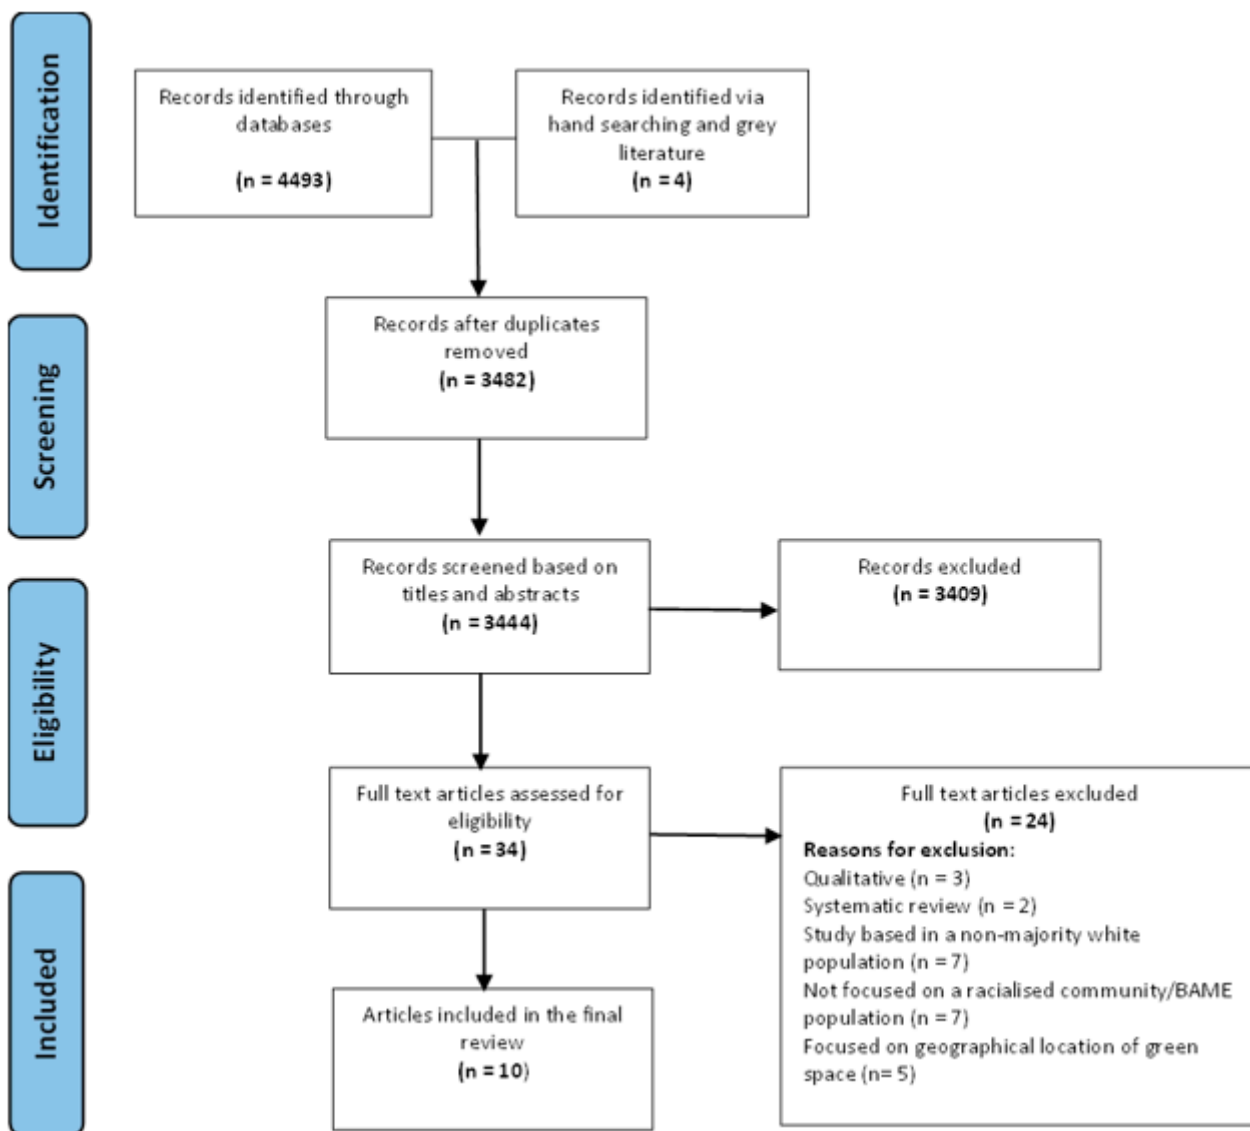 Identification
Records identified through
databases
(n = 4493)
Records identified via
hand searching and grey
literature
(n = 4)
Screening
Records after duplicates
removed
(n = 3482)
Records screened based on
titles and abstracts
(n = 3444)
Records excluded
(n = 3409)
Eligibility
Full text articles assessed for
eligibility
(n = 34)
Full text articles excluded
(n = 24)
Reasons for exclusion:
Qualitative (n = 3)
Systematic review (n = 2)
Study based in a non-majority white
population (n = 7)
Not focused on a racialised community/BAME
population (n = 7)
Focused on geographical location of green
space (n= 5)
Included
Articles included in the final
review
(n = 10)